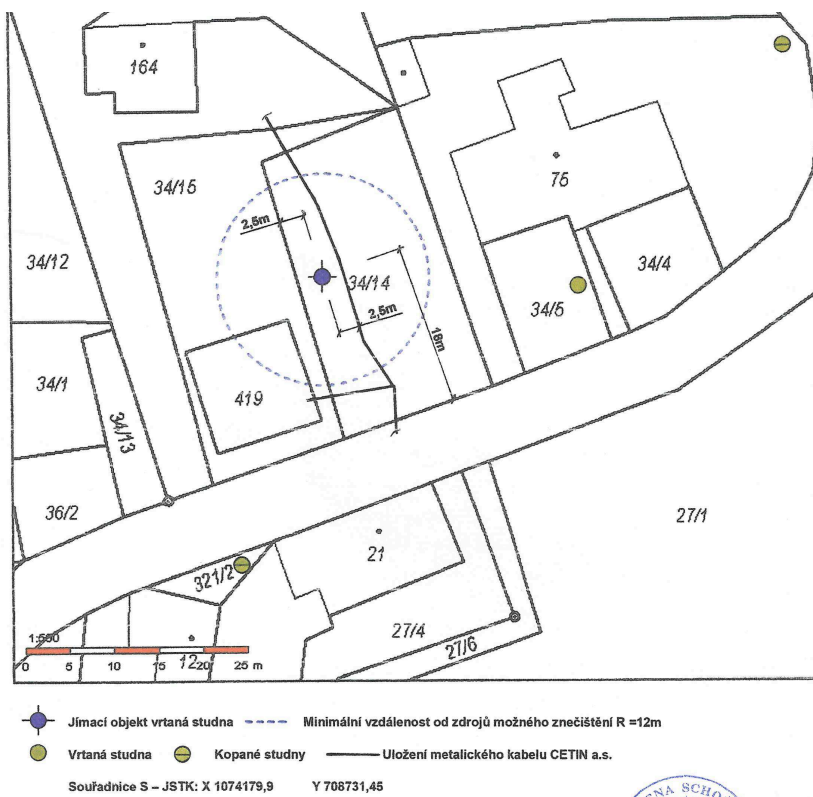 164
34/15
75
2,5m
34/12
34/14
34/4
34/5
2,5m
18m
34/1
419
34/13
36/2
27/1
21
321/2
27/4
27/6
12
0 5 10 15 20 25 m
Jímací objekt vrtaná studna Minimální vzdálenost od zdrojů možného znečištění R =12m
Vrtaná studna Kopané studny Uložení metalického kabelu CETIN a.s.
Souřadnice S – JSTK: X 1074179,9 Y 708731,45